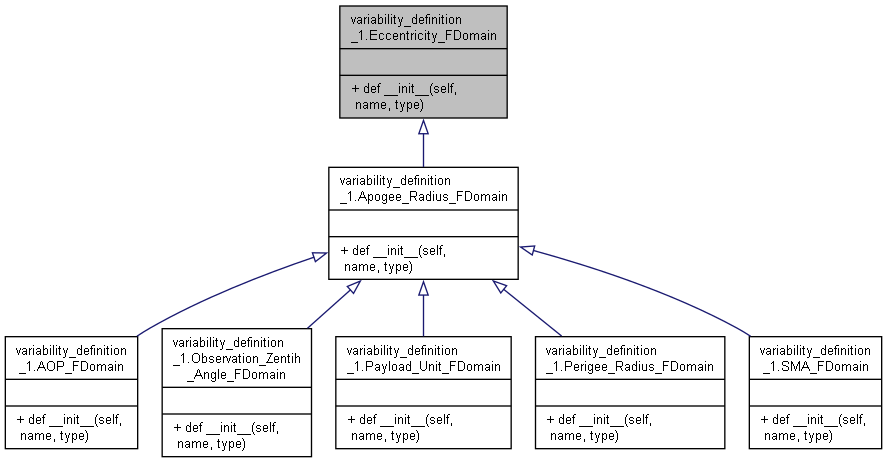 variability_definition
_1.Eccentricity_FDomain
+ def __init__(self,
name, type)
variability_definition
_1.Apogee_Radius_FDomain
+ def __init__(self,
name, type)
variability_definition
_1.AOP_FDomain
+ def __init__(self,
name, type)
variability_definition
_1.Observation_Zentih
_Angle_FDomain
+ def __init__(self,
name, type)
variability_definition
_1.Payload_Unit_FDomain
+ def __init__(self,
name, type)
variability_definition
_1.Perigee_Radius_FDomain
+ def __init__(self,
name, type)
variability_definition
_1.SMA_FDomain
+ def __init__(self,
name, type)